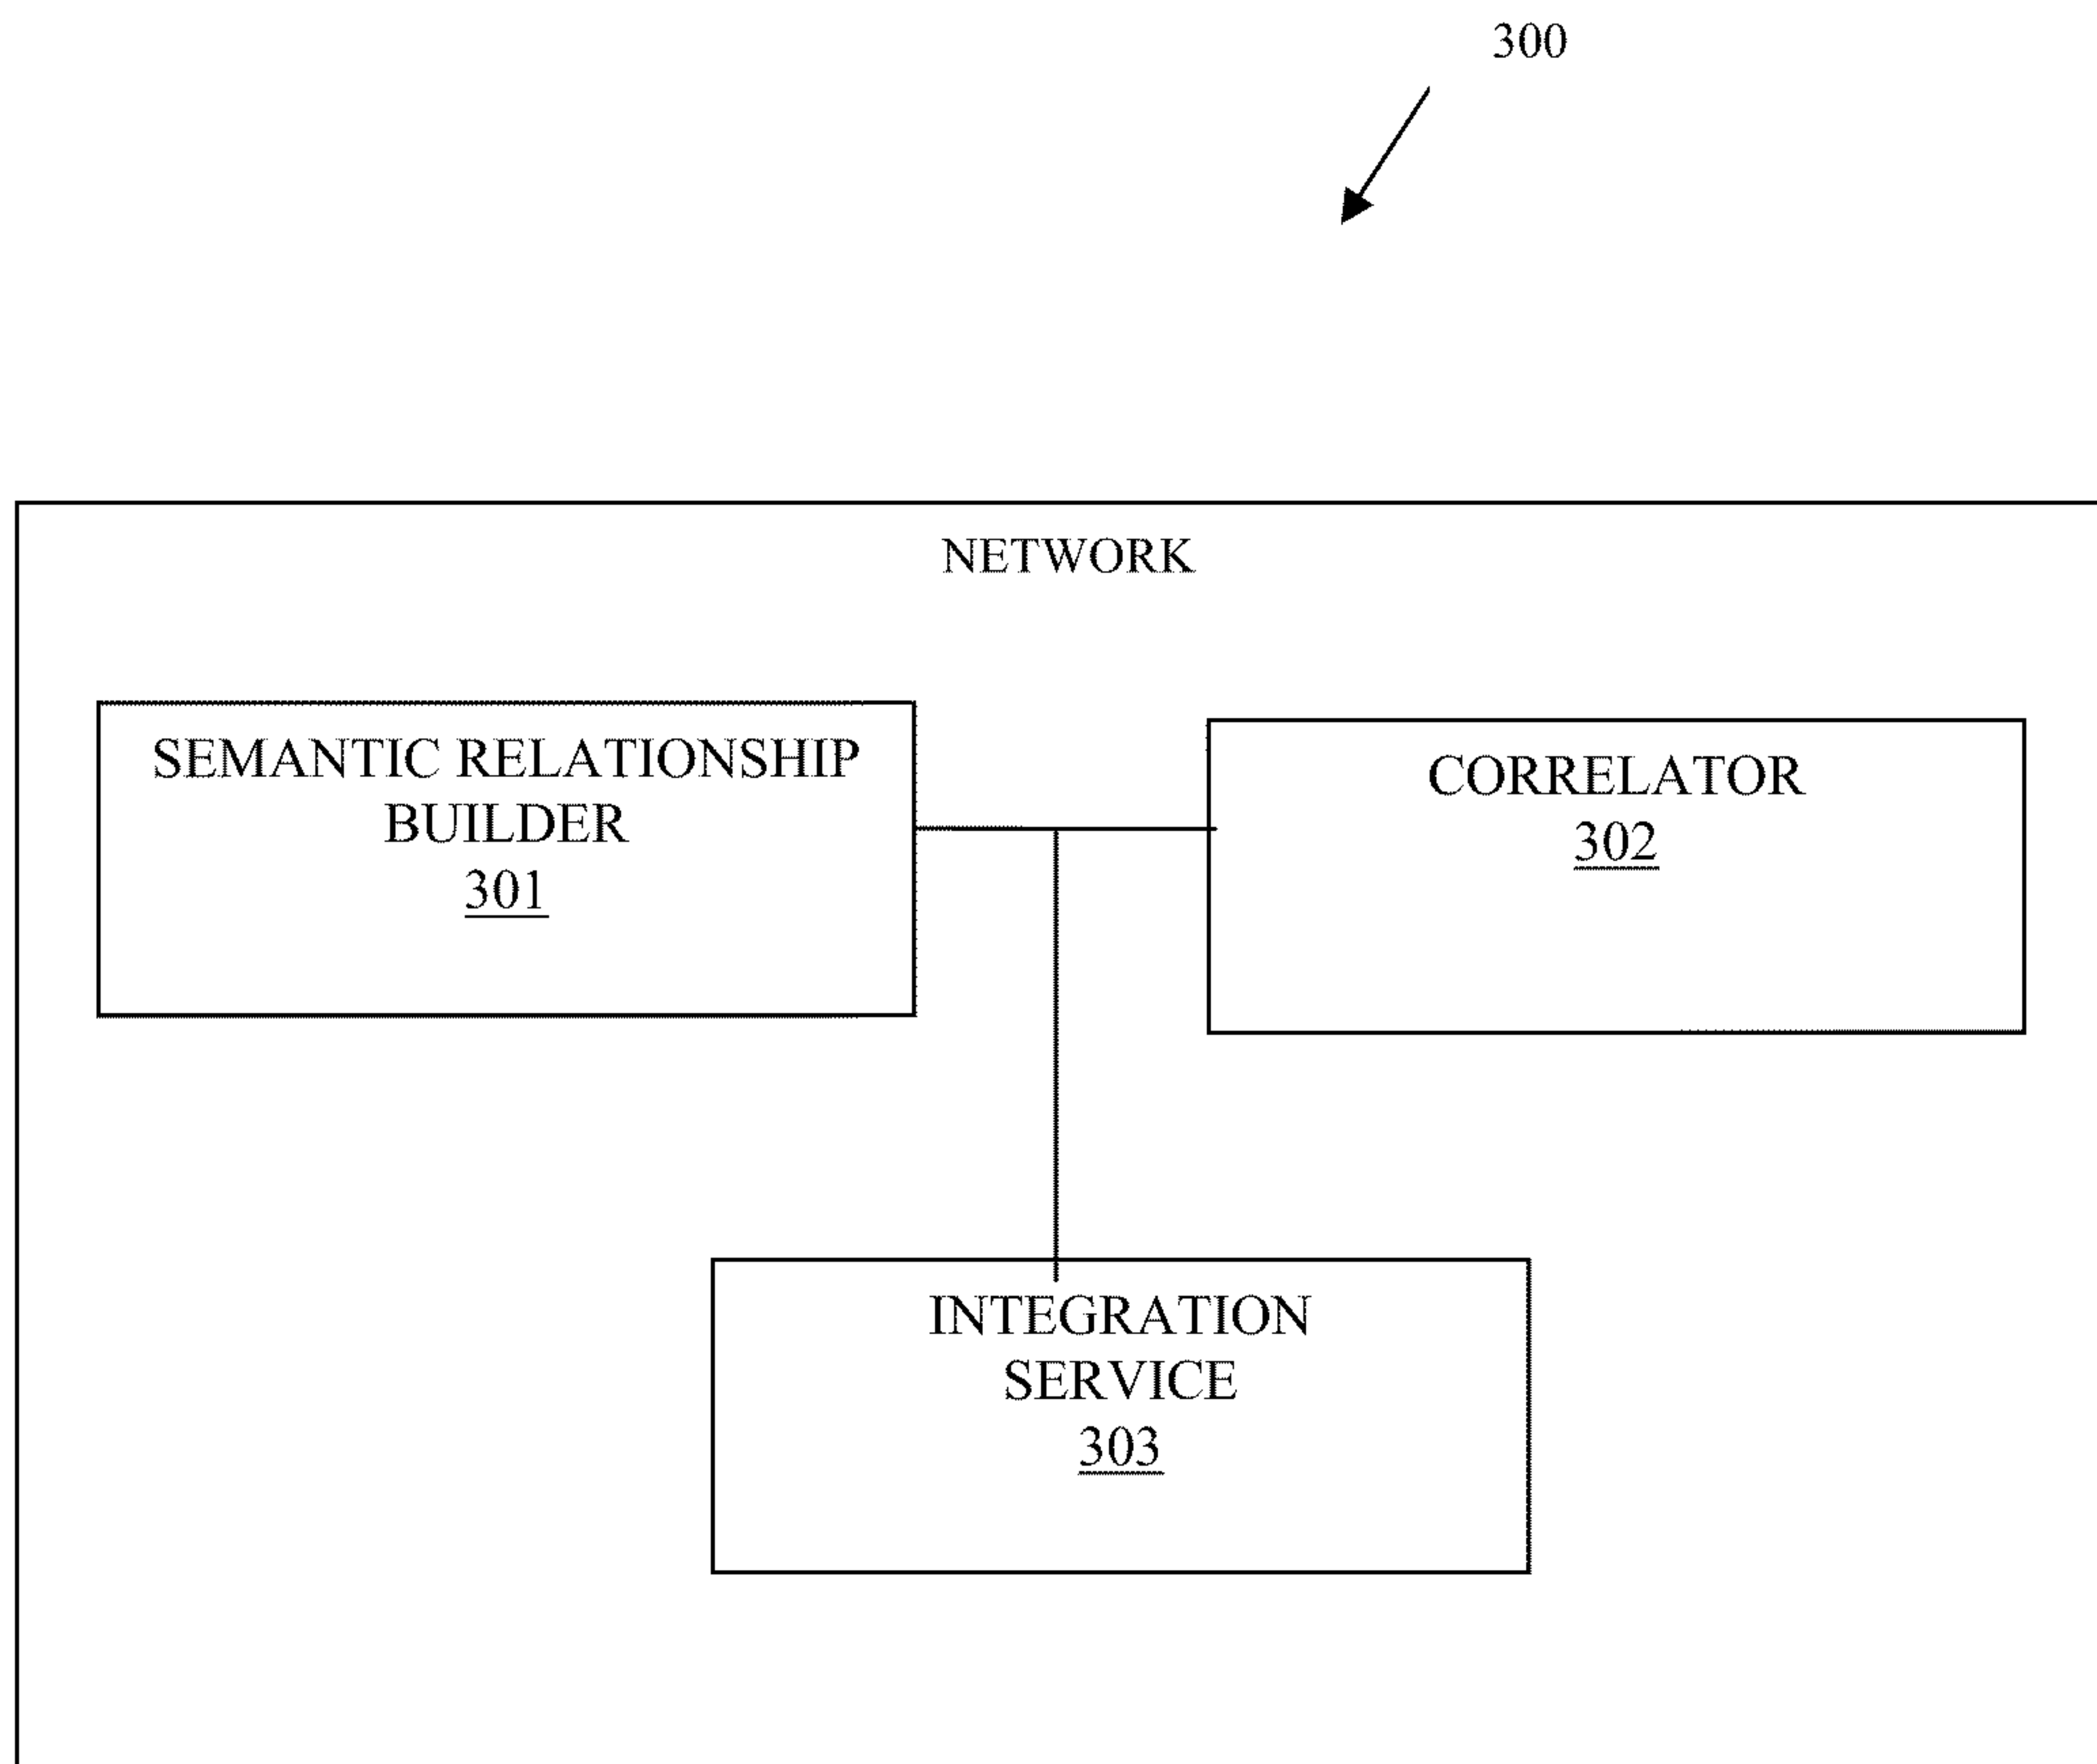 300
NETWORK
SEMANTIC RELATIONSHIP
BUILDER
301
CORRELATOR
302
INTEGRATION
SERVICE
303